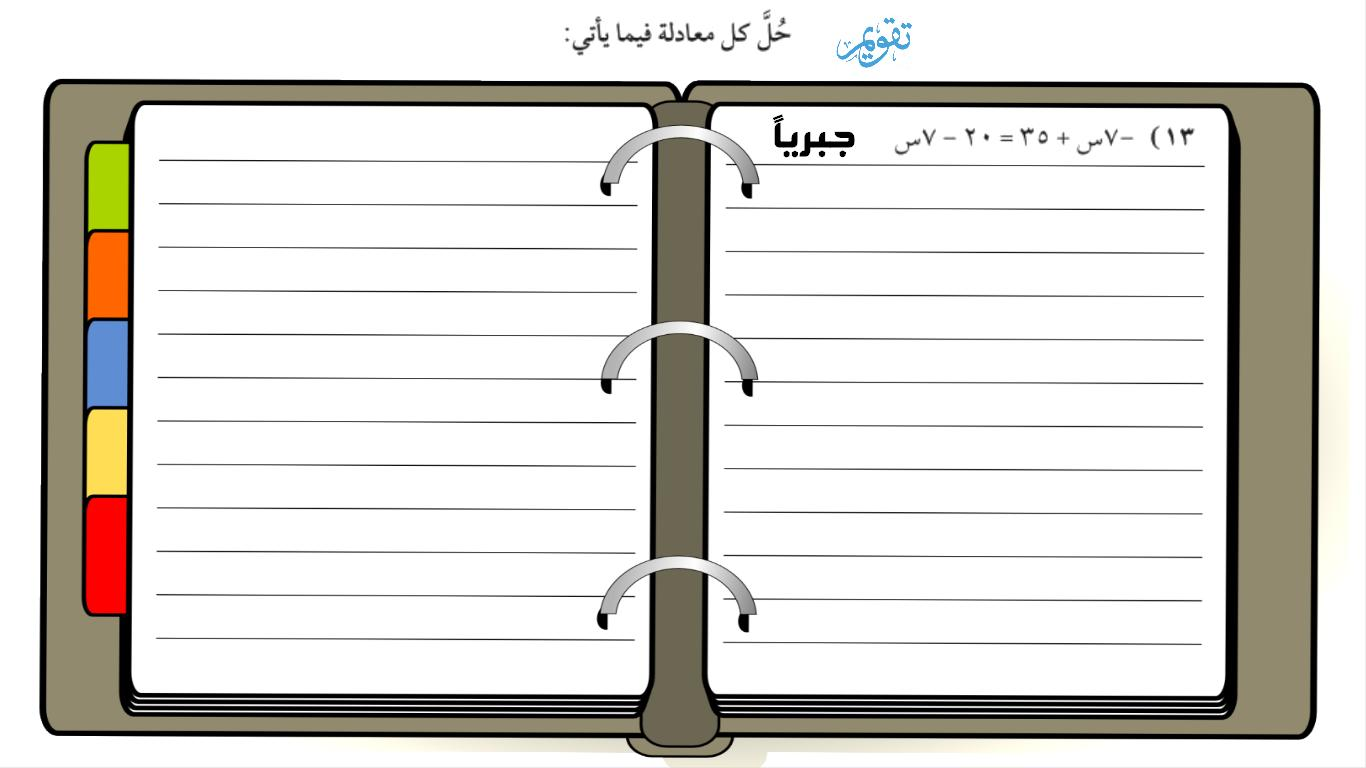 تقويم
حُلَّ كل معادلة فيما يأتي:
١٣) -٧س + ٣٥ = ٢٠ - ٧س جبرياً